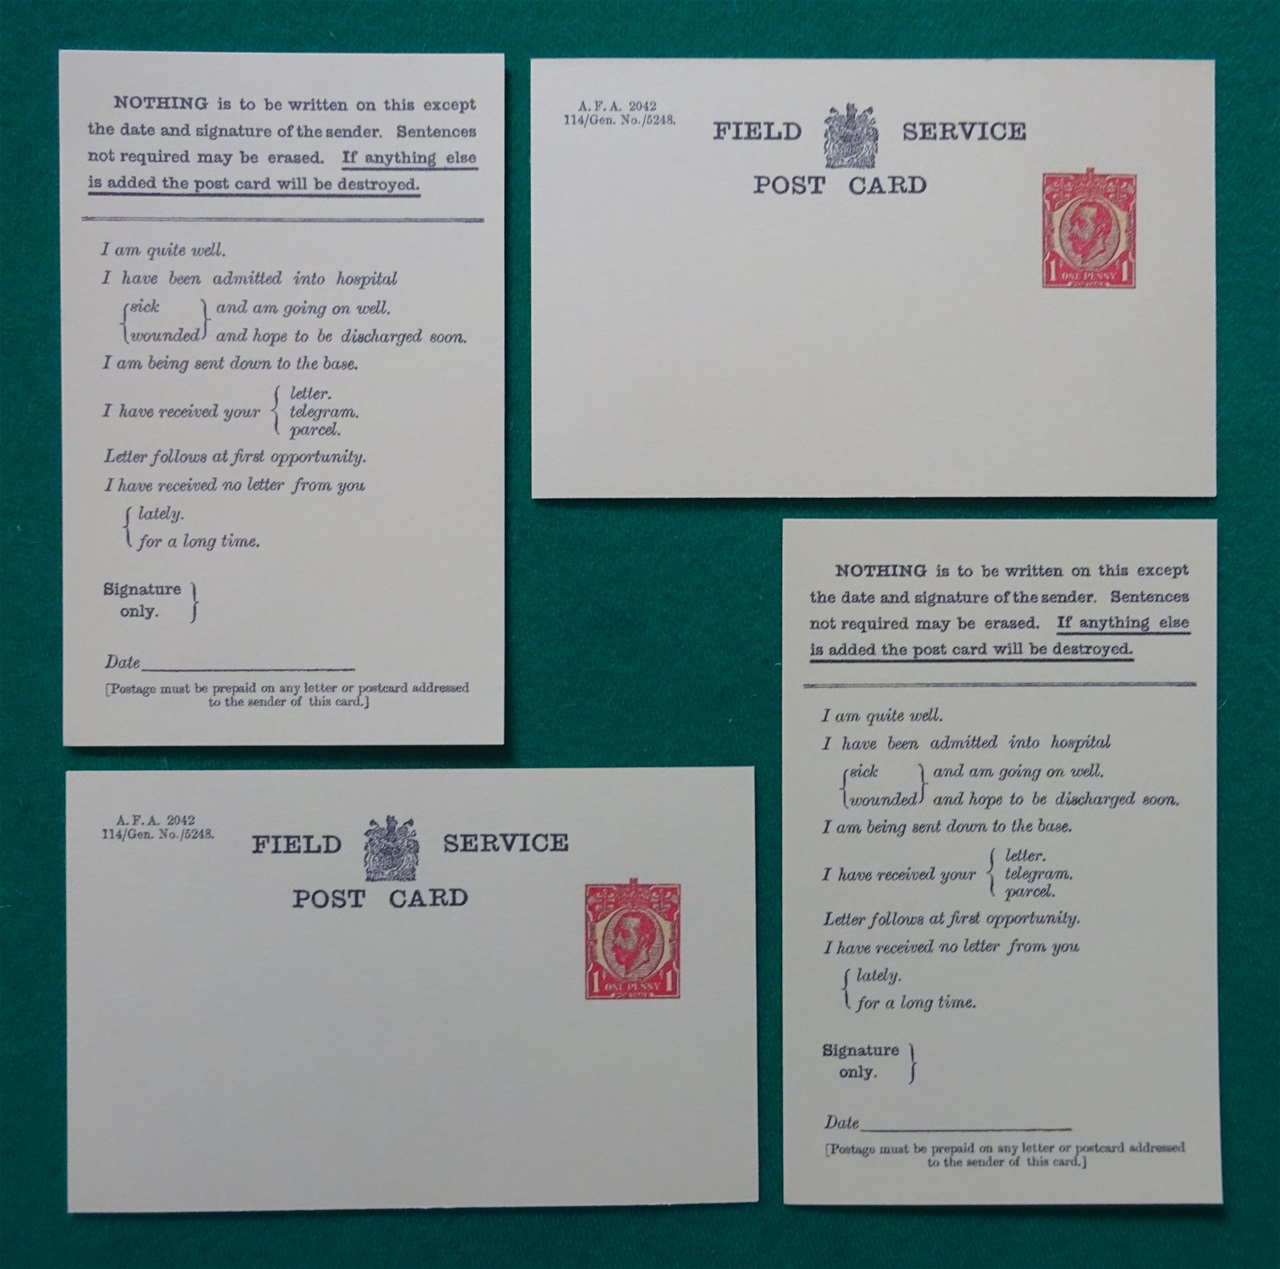 NOTHING is to be written on this except
the date and signature of the sender. Sentences
not required may be erased. If anything else
is added the post card will be destroyed.
I am quite well.
I have been admitted into hospital
sick and am going on well.
wounded and hope to be discharged soon.
I am being sent down to the base.
letter.
I have received your telegram.
parcel.
Letter follows at first opportunity.
I have received no letter from you
lately.
for a long time.
Signature
only.
Date
[Postage must be prepaid on any letter or postcard addressed
to the sender of this card.]
A. F. A. 2042
114/Gen. No./5248.
FIELD SERVICE
POST CARD
1 ONE PENNY 1
POSTAGE
A. F. A. 2042
114/Gen. No./5248.
FIELD SERVICE
POST CARD
1 ONE PENNY 1
POSTAGE
NOTHING is to be written on this except
the date and signature of the sender. Sentences
not required may be erased. If anything else
is added the post card will be destroyed.
I am quite well.
I have been admitted into hospital
sick and am going on well.
wounded and hope to be discharged soon.
I am being sent down to the base.
letter.
I have received your telegram.
parcel.
Letter follows at first opportunity.
I have received no letter from you
lately.
for a long time.
Signature
only.
Date
[Postage must be prepaid on any letter or postcard addressed
to the sender of this card.]